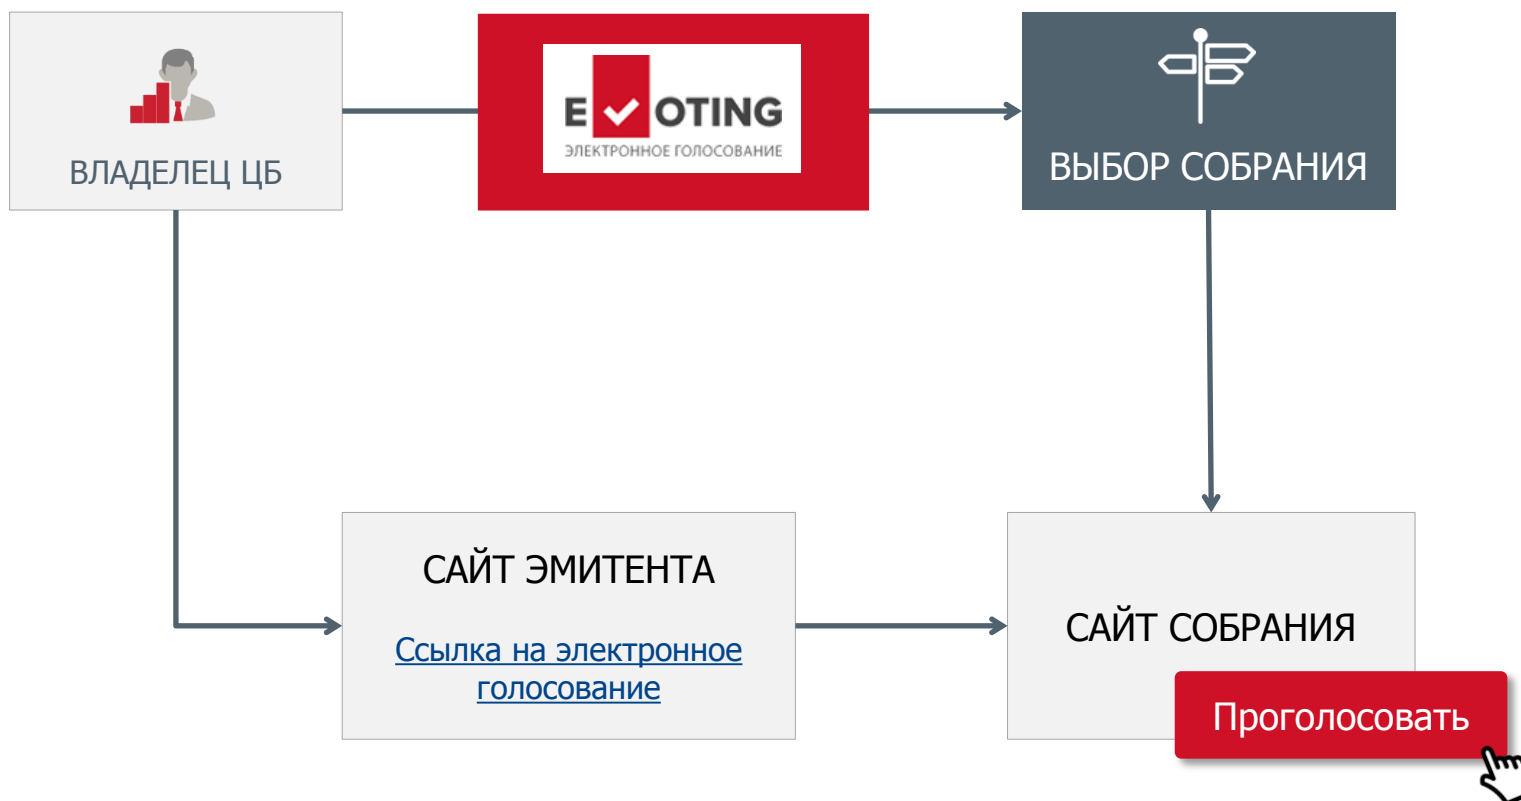 ВЛАДЕЛЕЦ ЦБ
E OTING
ЭЛЕКТРОННОЕ ГОЛОСОВАНИЕ
ВЫБОР СОБРАНИЯ
САЙТ ЭМИТЕНТА
Ссылка на электронное
голосование
САЙТ СОБРАНИЯ
Проголосовать